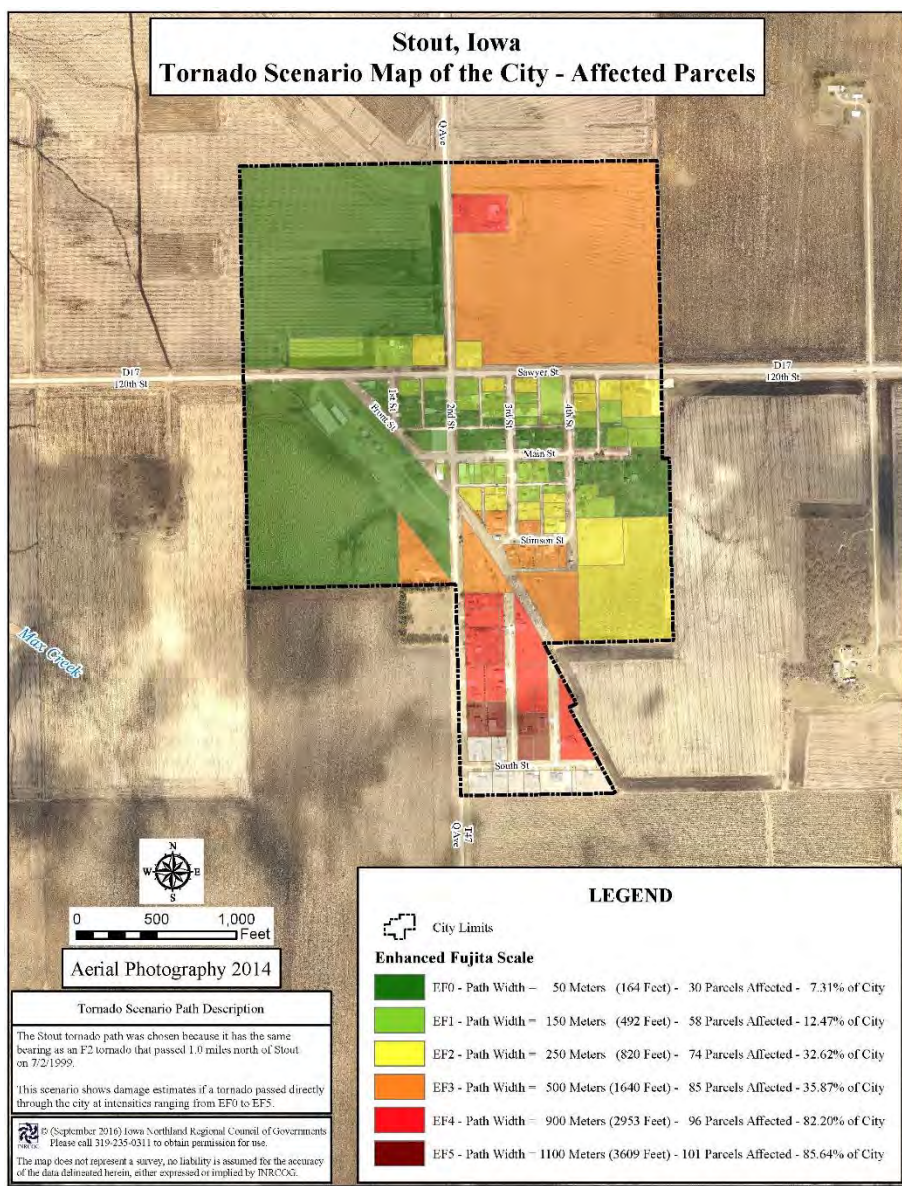 Stout, Iowa
Tornado Scenario Map of the City - Affected Parcels
Q Ave
D17
120th St
Sawyer St
D17
120th St
1st St
Front St
2nd St
3rd St
4th St
Main St
Stimson St
Max Creek
South St
T47
Q Ave
N
W E
S
0 500 1,000
Feet
Aerial Photography 2014
Tornado Scenario Path Description
The Stout tornado path was chosen because it has the same
bearing as an F2 tornado that passed 1.0 miles north of Stout
on 7/2/1999.
This scenario shows damage estimates if a tornado passed directly
through the city at intensities ranging from EF0 to EF5.
INRCOG
© (September 2016) Iowa Northland Regional Council of Governments
Please call 319-235-0311 to obtain permission for use.
The map does not represent a survey, no liability is assumed for the accuracy
of the data delineated herein, either expressed or implied by INRCOG.
LEGEND
City Limits
Enhanced Fujita Scale
EF0 - Path Width = 50 Meters (164 Feet) - 30 Parcels Affected - 7.31% of City
EF1 - Path Width = 150 Meters (492 Feet) - 58 Parcels Affected - 12.47% of City
EF2 - Path Width = 250 Meters (820 Feet) - 74 Parcels Affected - 32.62% of City
EF3 - Path Width = 500 Meters (1640 Feet) - 85 Parcels Affected - 35.87% of City
EF4 - Path Width = 900 Meters (2953 Feet) - 96 Parcels Affected - 82.20% of City
EF5 - Path Width = 1100 Meters (3609 Feet) - 101 Parcels Affected - 85.64% of City